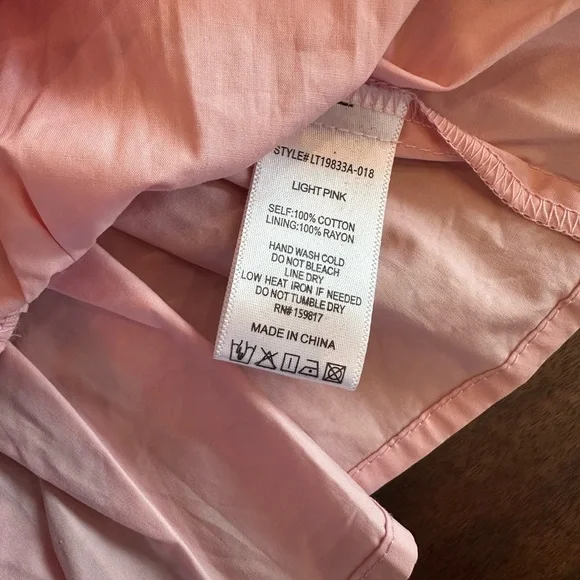 STYLE#LT19833A-018
LIGHT PINK
SELF:100% COTTON
LINING:100% RAYON
HAND WASH COLD
DO NOT BLEACH
LINE DRY
LOW HEAT IRON IF NEEDED
DO NOT TUMBLE DRY
RN#159817
MADE IN CHINA